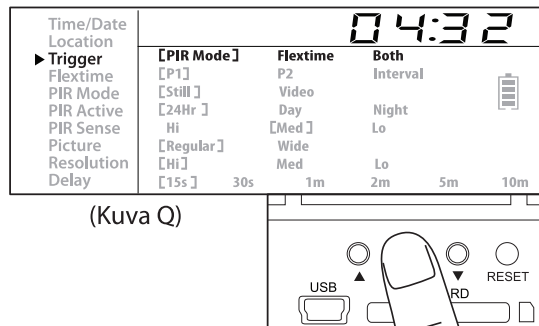 04:32
Time/Date
Location
▶ Trigger [PIR Mode] Flextime Both
Flextime [P1] P2 Interval
PIR Mode [Still] Video
PIR Active [24Hr ] Day Night
PIR Sense Hi [Med ] Lo
Picture [Regular] Wide
Resolution [Hi] Med Lo
Delay [15s ] 30s 1m 2m 5m 10m
(Kuva Q)
▲ ▼ RESET
USB RD